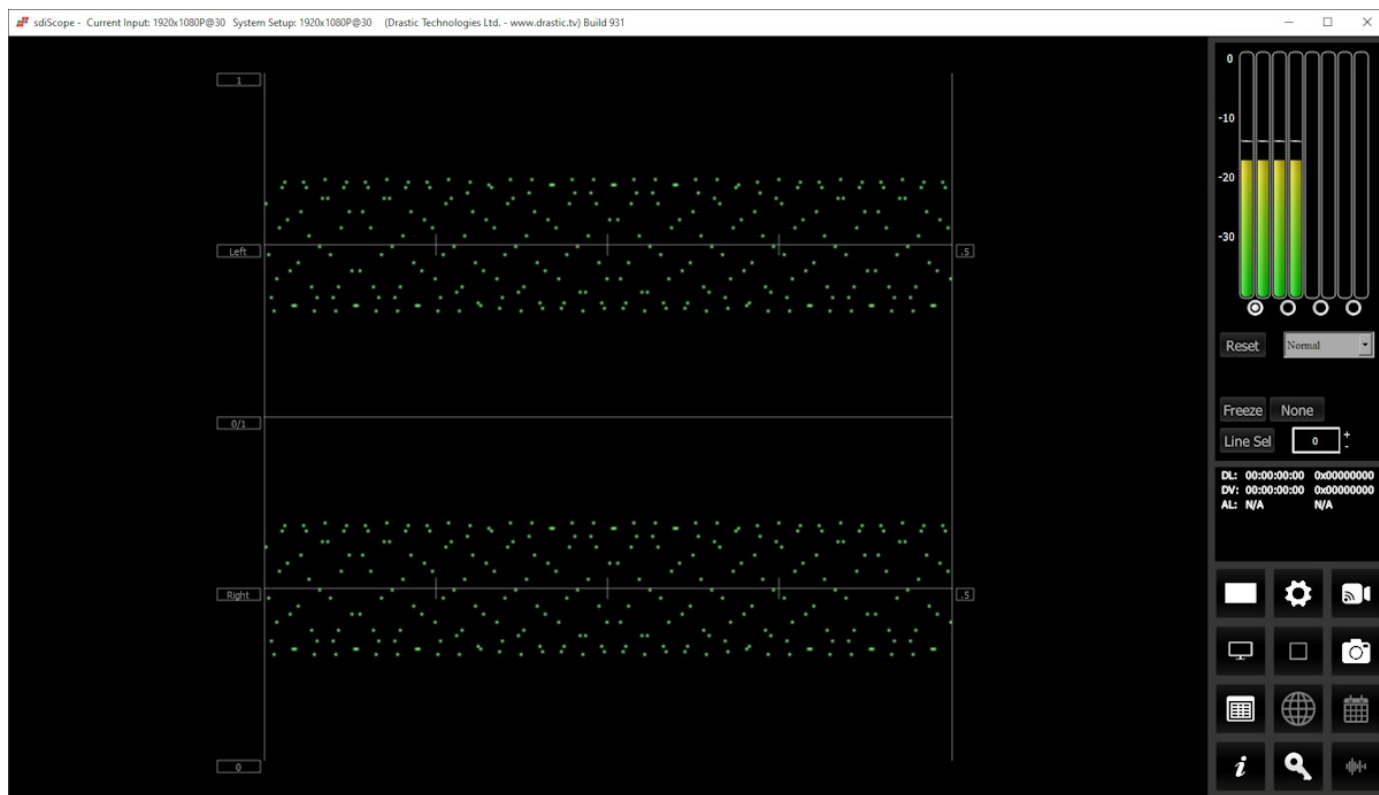 sdiScope - Current Input: 1920x1080P@30 System Setup: 1920x1080P@30 (Drastic Technologies Ltd. - www.drastic.tv) Build 931
1
Left
.5
0/1
Right
.5
0
0
-10
-20
-30
Reset
Normal
Freeze
None
Line Sel
0
+
-
DL: 00:00:00:00 0x00000000
DV: 00:00:00:00 0x00000000
AL: N/A N/A
i